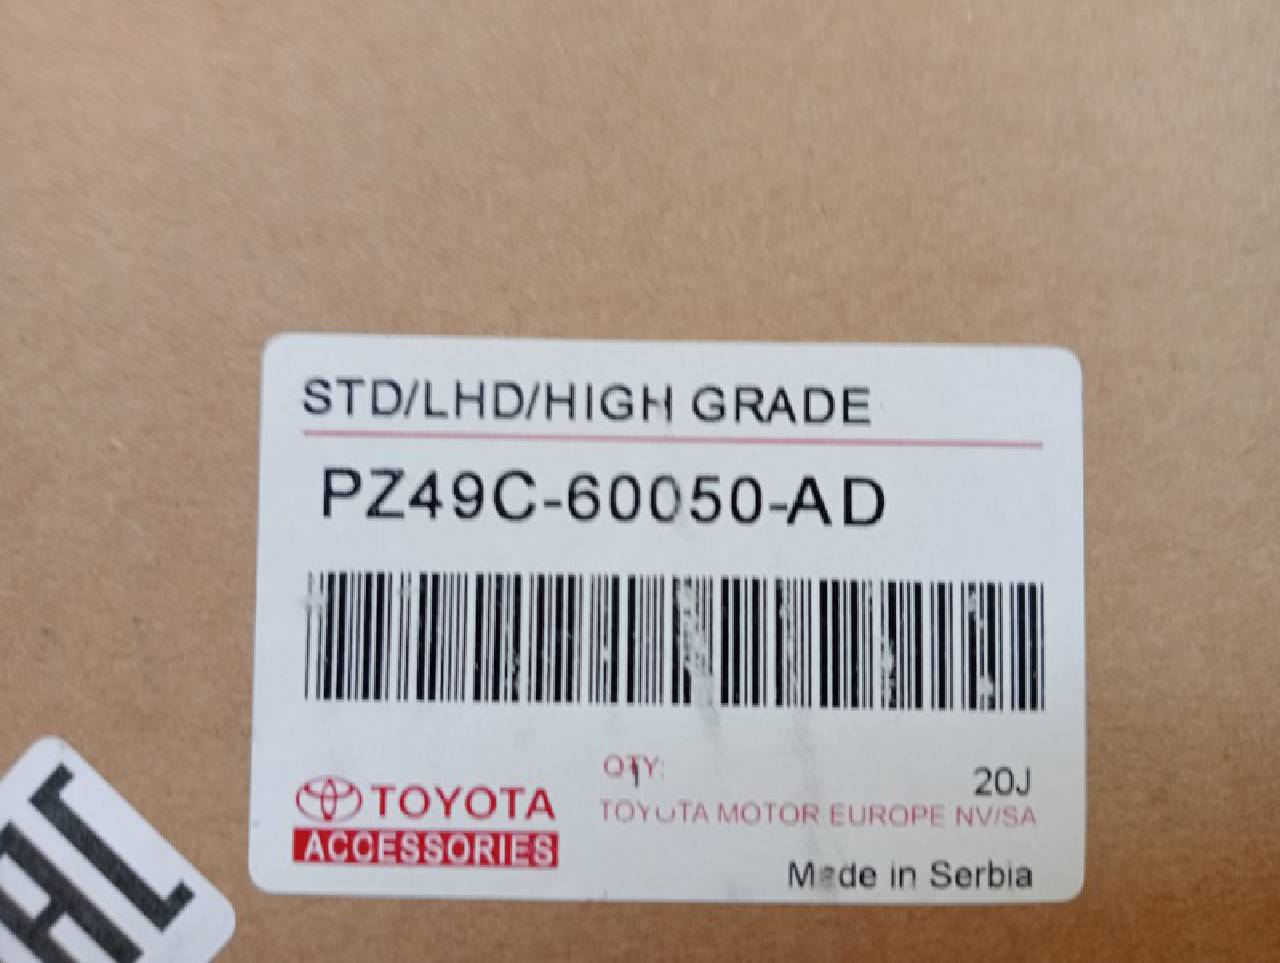 STD/LHD/HIGH GRADE
PZ49C-60050-AD
QTY:
1
20J
TOYOTA
TOYOTA MOTOR EUROPE NV/SA
ACCESSORIES
Made in Serbia